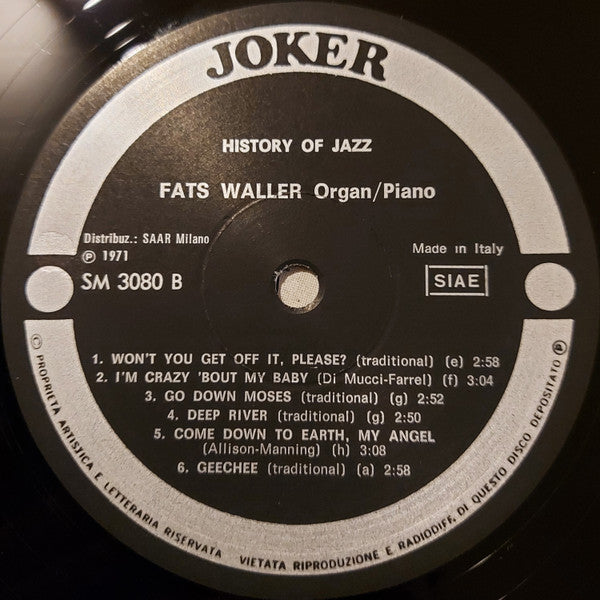 JOKER
HISTORY OF JAZZ
FATS WALLER Organ/Piano
Distribuz.: SAAR Milano
℗ 1971
SM 3080 B
Made in Italy
SIAE
1. WON'T YOU GET OFF IT, PLEASE? (traditional) (e) 2:58
2. I'M CRAZY 'BOUT MY BABY (Di Mucci-Farrel) (f) 3:04
3. GO DOWN MOSES (traditional) (g) 2:52
4. DEEP RIVER (traditional) (g) 2:50
5. COME DOWN TO EARTH, MY ANGEL
(Allison-Manning) (h) 3:08
6. GEECHEE (traditional) (a) 2:58
© PROPRIETA ARTISTICA E LETTERARIA RISERVATA VIETATA RIPRODUZIONE E RADIODIFF. DI QUESTO DISCO DEPOSITATO ℗